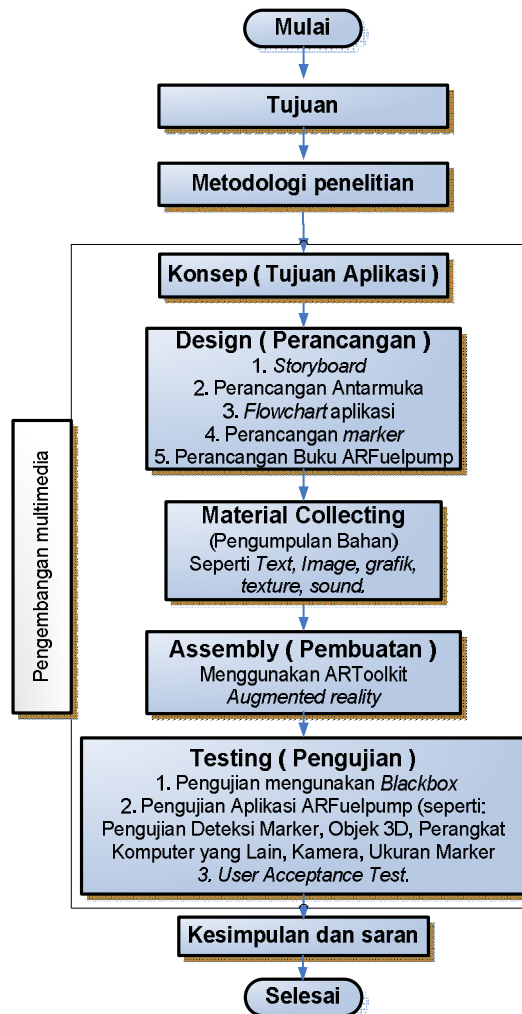 Mulai
Tujuan
Metodologi penelitian
Konsep ( Tujuan Aplikasi )
Design ( Perancangan )
1. Storyboard
2. Perancangan Antarmuka
3. Flowchart aplikasi
4. Perancangan marker
5. Perancangan Buku ARFuelpump
Pengembangan multimedia
Material Collecting
(Pengumpulan Bahan)
Seperti Text, Image, grafik,
texture, sound.
Assembly ( Pembuatan )
Menggunakan ARToolkit
Augmented reality
Testing ( Pengujian )
1. Pengujian mengunakan Blackbox
2. Pengujian Aplikasi ARFuelpump (seperti:
Pengujian Deteksi Marker, Objek 3D, Perangkat
Komputer yang Lain, Kamera, Ukuran Marker
3. User Acceptance Test.
Kesimpulan dan saran
Selesai